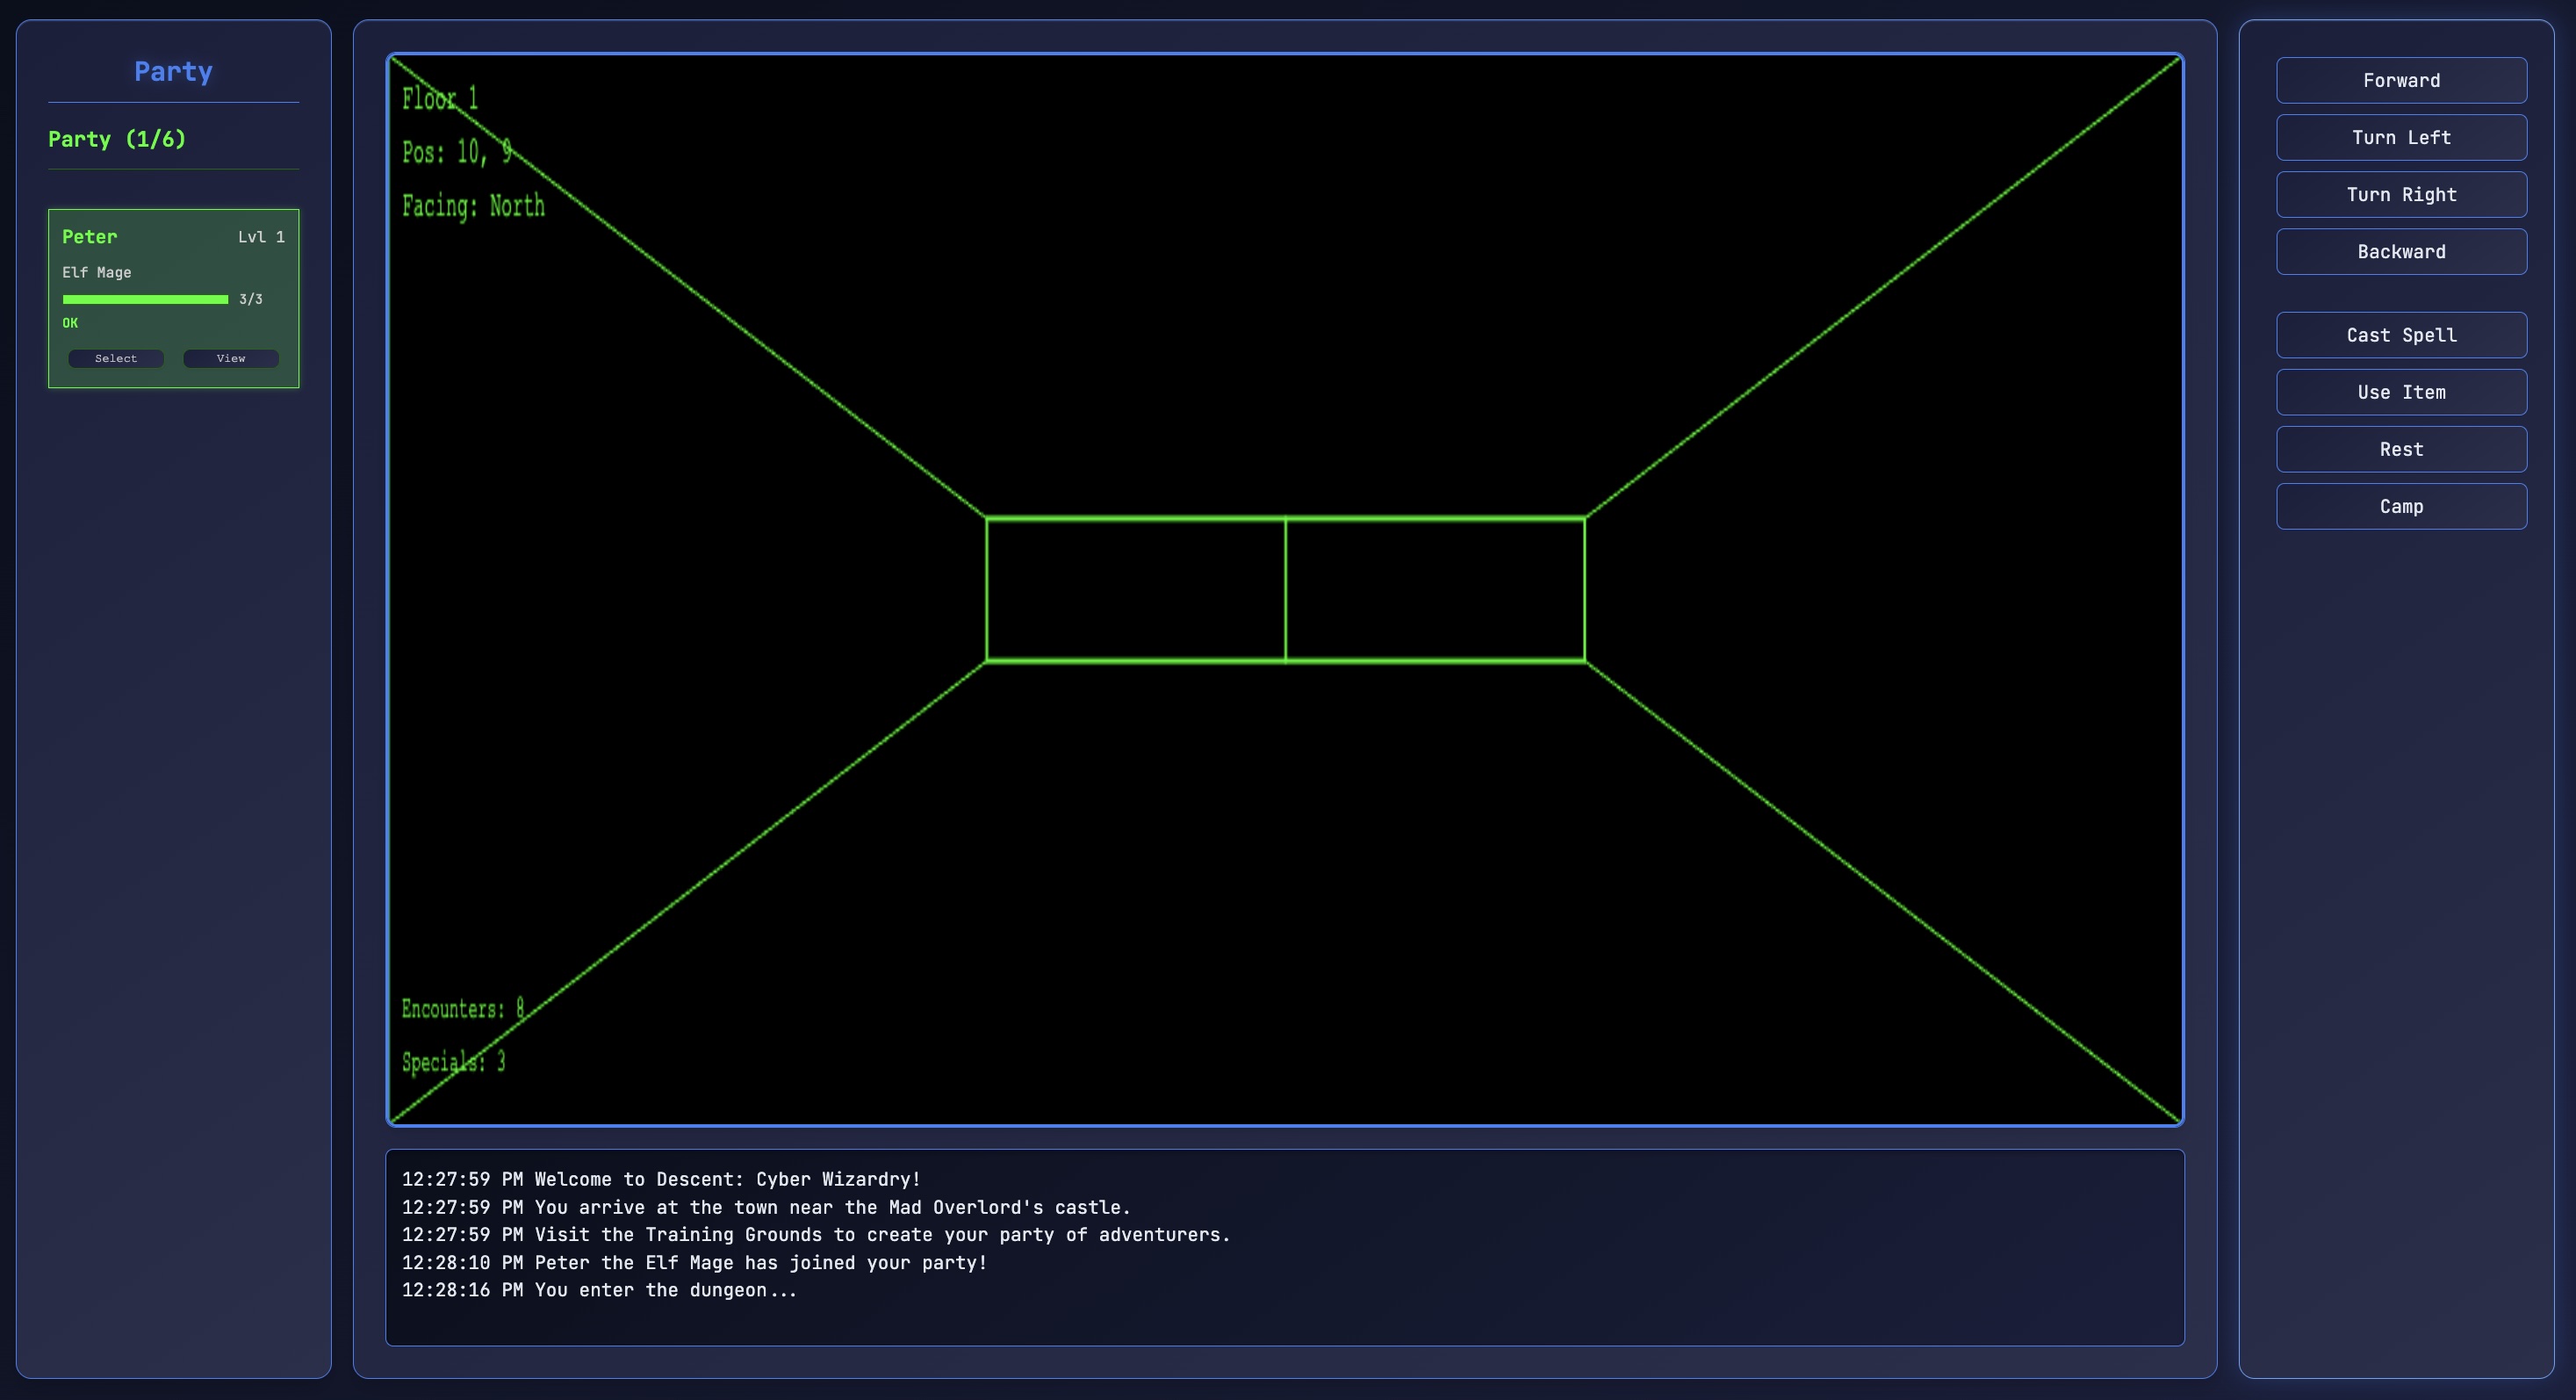 Party
Party (1/6)
Peter Lvl 1
Elf Mage
3/3
OK
Select View
Floor 1
Pos: 10, 9
Facing: North
Encounters: 8
Specials: 3
12:27:59 PM Welcome to Descent: Cyber Wizardry!
12:27:59 PM You arrive at the town near the Mad Overlord's castle.
12:27:59 PM Visit the Training Grounds to create your party of adventurers.
12:28:10 PM Peter the Elf Mage has joined your party!
12:28:16 PM You enter the dungeon...
Forward
Turn Left
Turn Right
Backward
Cast Spell
Use Item
Rest
Camp